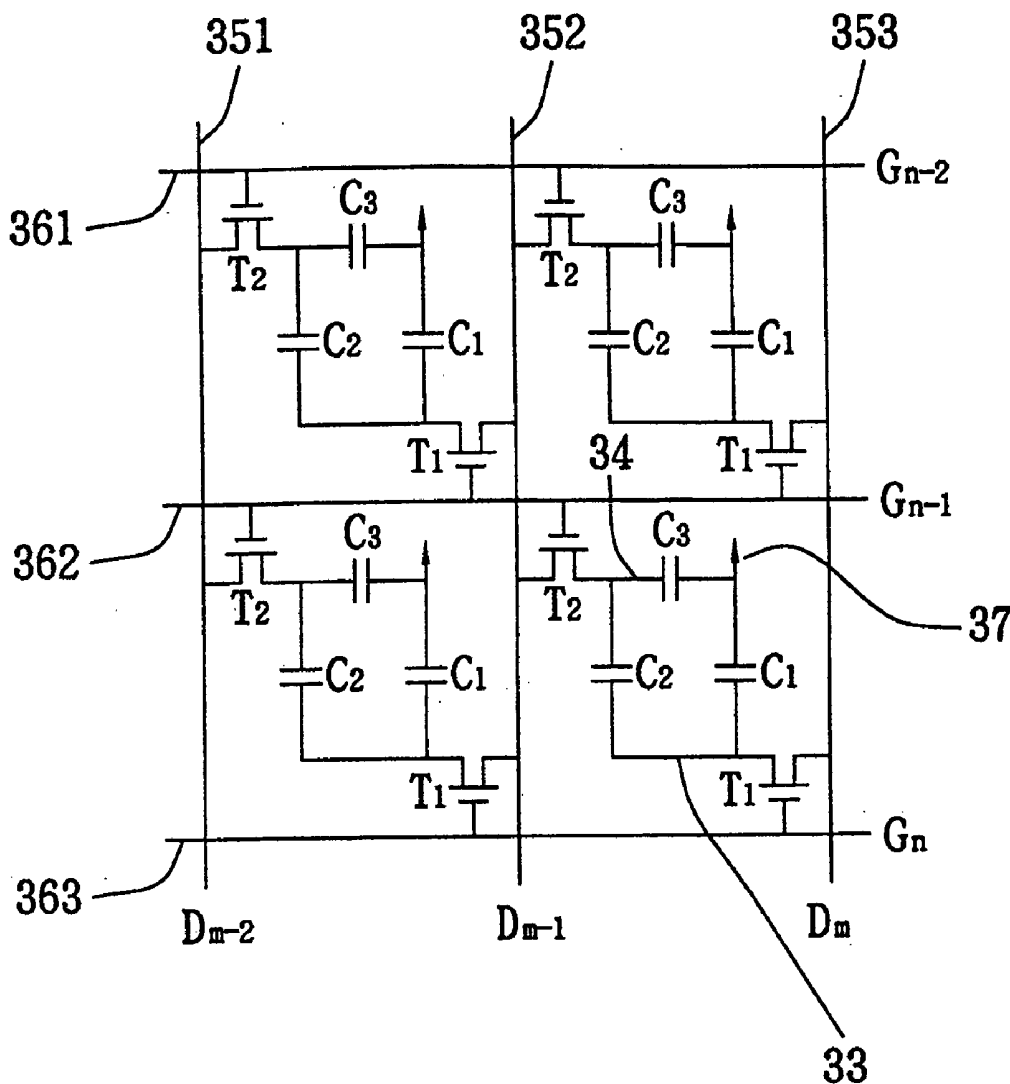 351 352 353
Gn-2
361
C3 C3
T2 T2
C2 C1 C2 C1
T1 34 T1
Gn-1
362
C3 C3
T2 T2
37
C2 C1 C2 C1
T1 T1
Gn
363
Dm-2 Dm-1 Dm
33